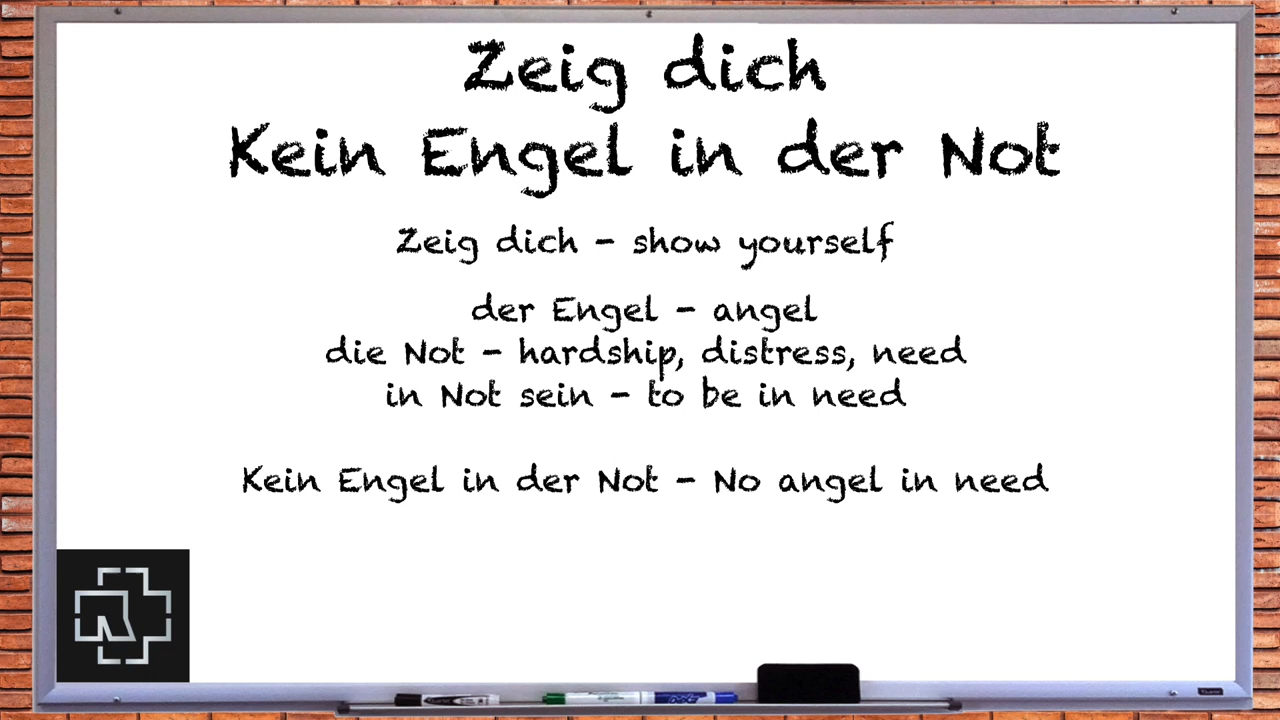 Zeig dich
Kein Engel in der Not
Zeig dich - show yourself
der Engel - angel
die Not - hardship, distress, need
in Not sein - to be in need
Kein Engel in der Not - No angel in need